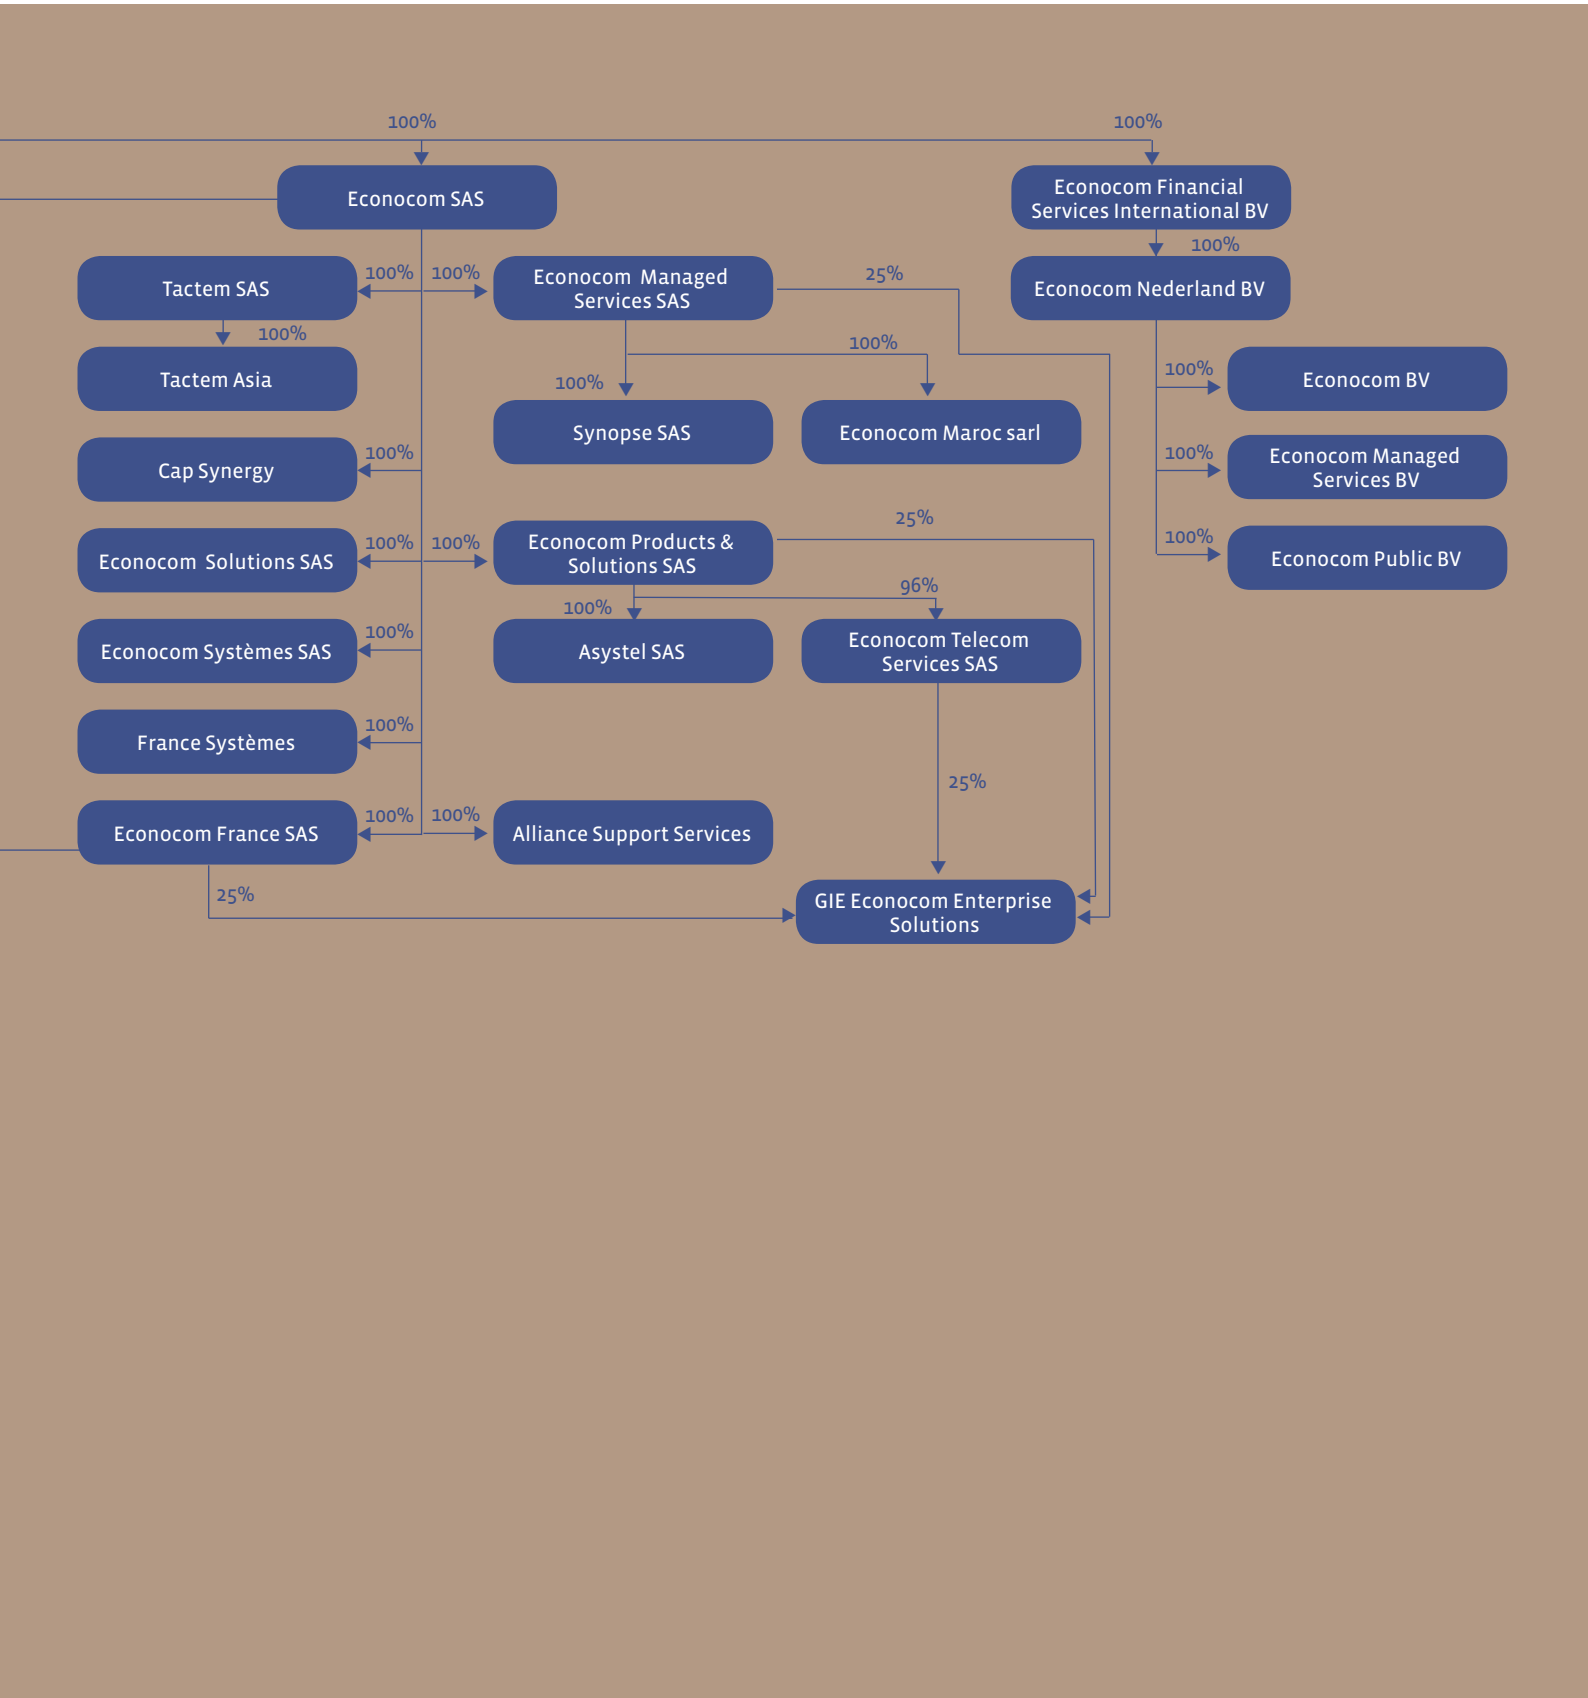 100%
100%
Econocom SAS
Econocom Financial
Services International BV
100%
Tactem SAS
100%
100%
Econocom Managed
Services SAS
25%
Econocom Nederland BV
100%
Tactem Asia
100%
100%
100%
Econocom BV
Synopse SAS
Econocom Maroc sarl
Cap Synergy
100%
100%
Econocom Managed
Services BV
Econocom Solutions SAS
100%
100%
Econocom Products &
Solutions SAS
25%
100%
Econocom Public BV
96%
100%
Econocom Systèmes SAS
100%
Asystel SAS
Econocom Telecom
Services SAS
France Systèmes
100%
25%
Econocom France SAS
100%
100%
Alliance Support Services
25%
GIE Econocom Enterprise
Solutions